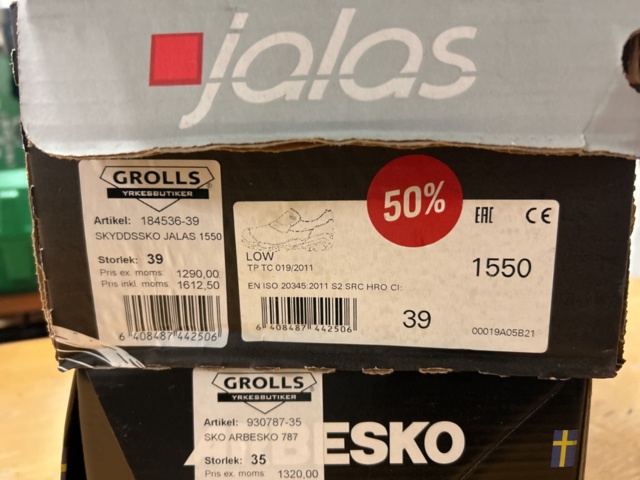 jalas
GROLLS
YRKESBUTIKER
Artikel: 184536-39
SKYDDSSKO JALAS 1550
Storlek: 39
Pris ex. moms: 1290,00
Pris inkl. moms: 1612,50
6 408487 442506
50%
EAC CE
LOW
TP TC 019/2011
1550
EN ISO 20345:2011 S2 SRC HRO CI:
6 408487 442506
39
00019A05B21
GROLLS
YRKESBUTIKER
Artikel: 930787-35
SKO ARBESKO 787
Storlek: 35
Pris ex. moms 1320,00
ARBESKO